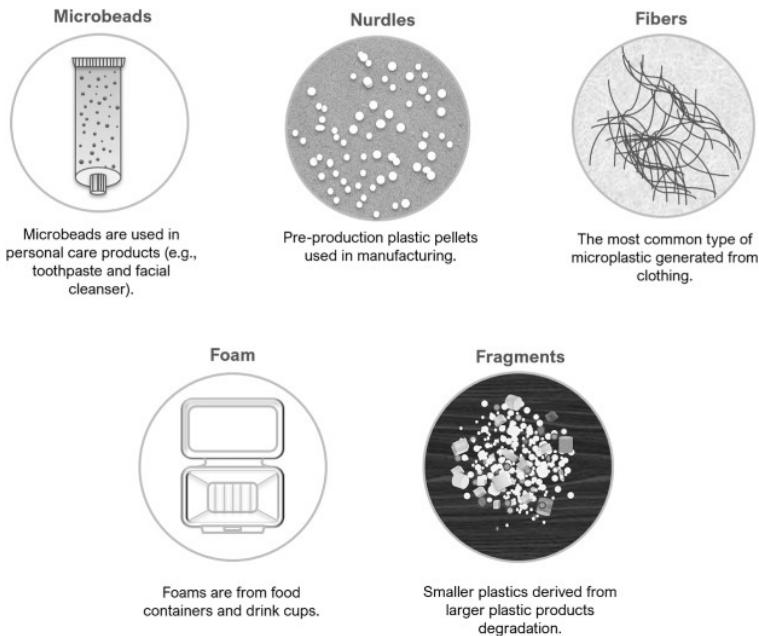 Microbeads
Microbeads are used in
personal care products (e.g.,
toothpaste and facial
cleanser).
Nurdles
Pre-production plastic pellets
used in manufacturing.
Fibers
The most common type of
microplastic generated from
clothing.
Foam
Foams are from food
containers and drink cups.
Fragments
Smaller plastics derived from
larger plastic products
degradation.